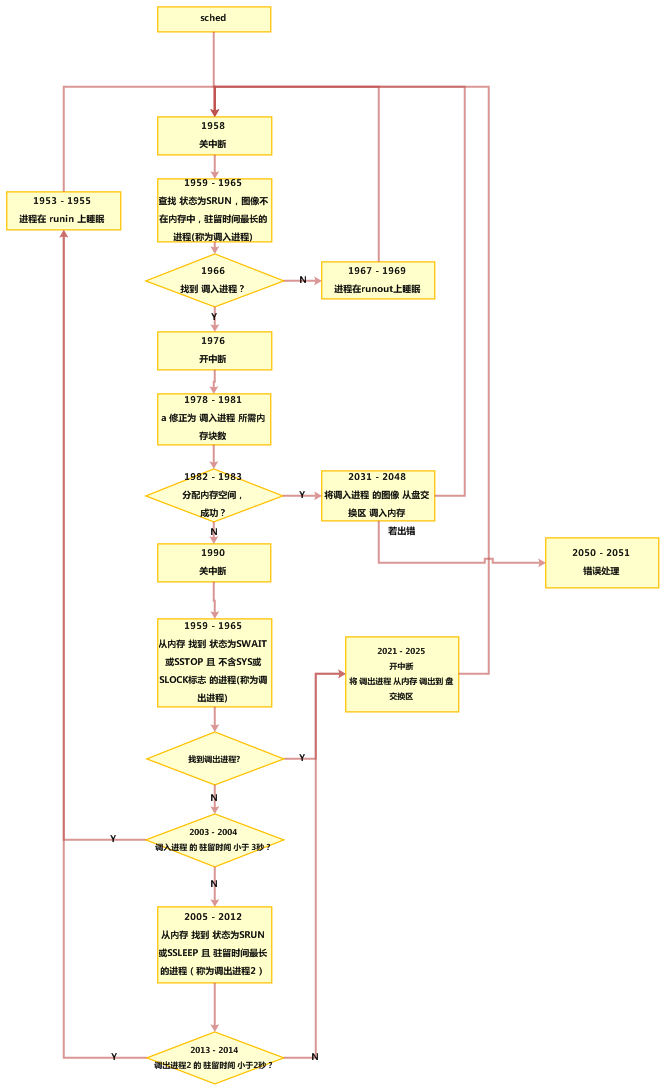 sched
1958
关中断
1959 - 1965
查找 状态为SRUN，图像不
在内存中，驻留时间最长的
进程(称为调入进程)
1953 - 1955
进程在 runin 上睡眠
1966
找到 调入进程？
N
1967 - 1969
进程在runout上睡眠
Y
1976
开中断
1978 - 1981
a 修正为 调入进程 所需内
存块数
1982 - 1983
分配内存空间，
成功？
Y
2031 - 2048
将调入进程 的图像 从盘交
换区 调入内存
N
若出错
1990
关中断
2050 - 2051
错误处理
1959 - 1965
从内存 找到 状态为SWAIT
或SSTOP 且 不含SYS或
SLOCK标志 的进程(称为调
出进程)
2021 - 2025
开中断
将 调出进程 从内存 调出到 盘
交换区
找到调出进程?
Y
N
2003 - 2004
调入进程 的 驻留时间 小于 3秒？
Y
N
2005 - 2012
从内存 找到 状态为SRUN
或SSLEEP 且 驻留时间最长
的进程（称为调出进程2）
2013 - 2014
调出进程2 的 驻留时间 小于2秒？
Y
N